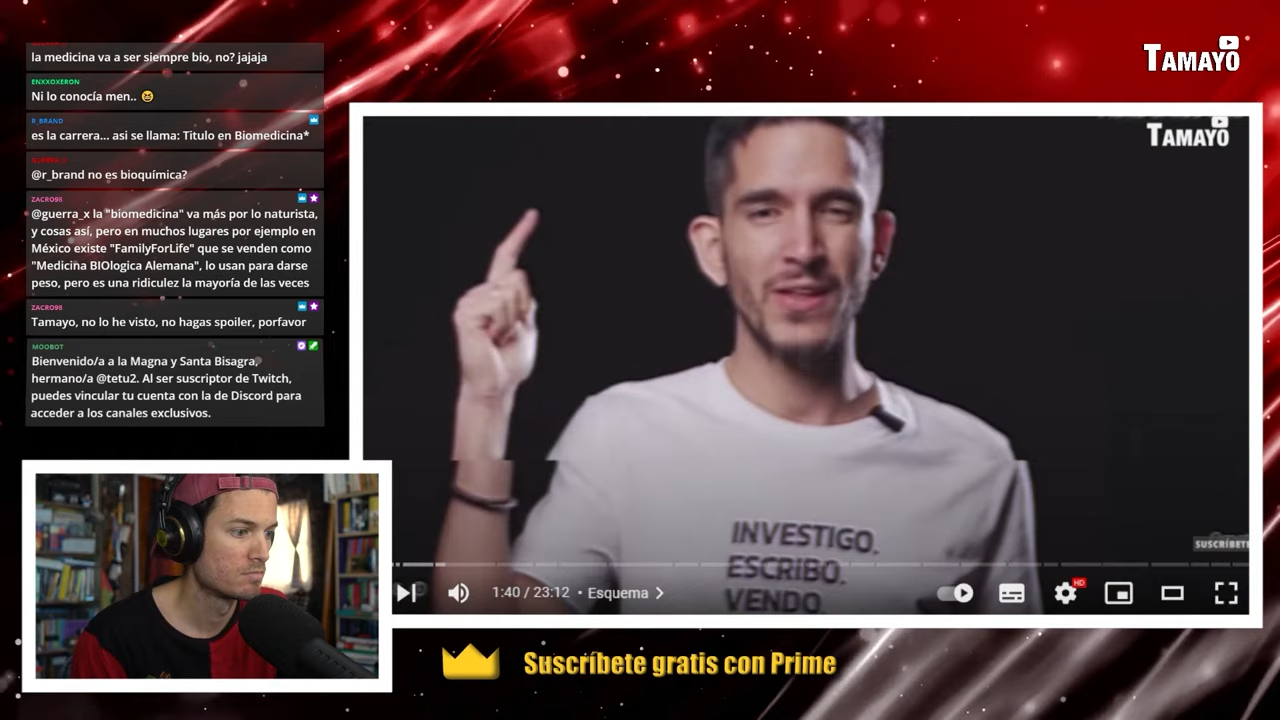 TAMAYO
la medicina va a ser siempre bio, no? jajaja
ENXXOXERON
Ni lo conocía men..
R_BRAND
es la carrera... asi se llama: Titulo en Biomedicina*
GUERRA_X
@r_brand no es bioquímica?
ZACRO98
@guerra_x la "biomedicina" va más por lo naturista,
y cosas así, pero en muchos lugares por ejemplo en
México existe "FamilyForLife" que se venden como
"Medicina BIOlogica Alemana", lo usan para darse
peso, pero es una ridiculez la mayoría de las veces
ZACRO98
Tamayo, no lo he visto, no hagas spoiler, porfavor
MOOBOT
Bienvenido/a a la Magna y Santa Bisagra,
hermano/a @tetu2. Al ser suscriptor de Twitch,
puedes vincular tu cuenta con la de Discord para
acceder a los canales exclusivos.
TAMAYO
INVESTIGO.
ESCRIBO.
VENDO.
SUSCRÍBETE
1:40 / 23:12 • Esquema
HD
Suscríbete gratis con Prime